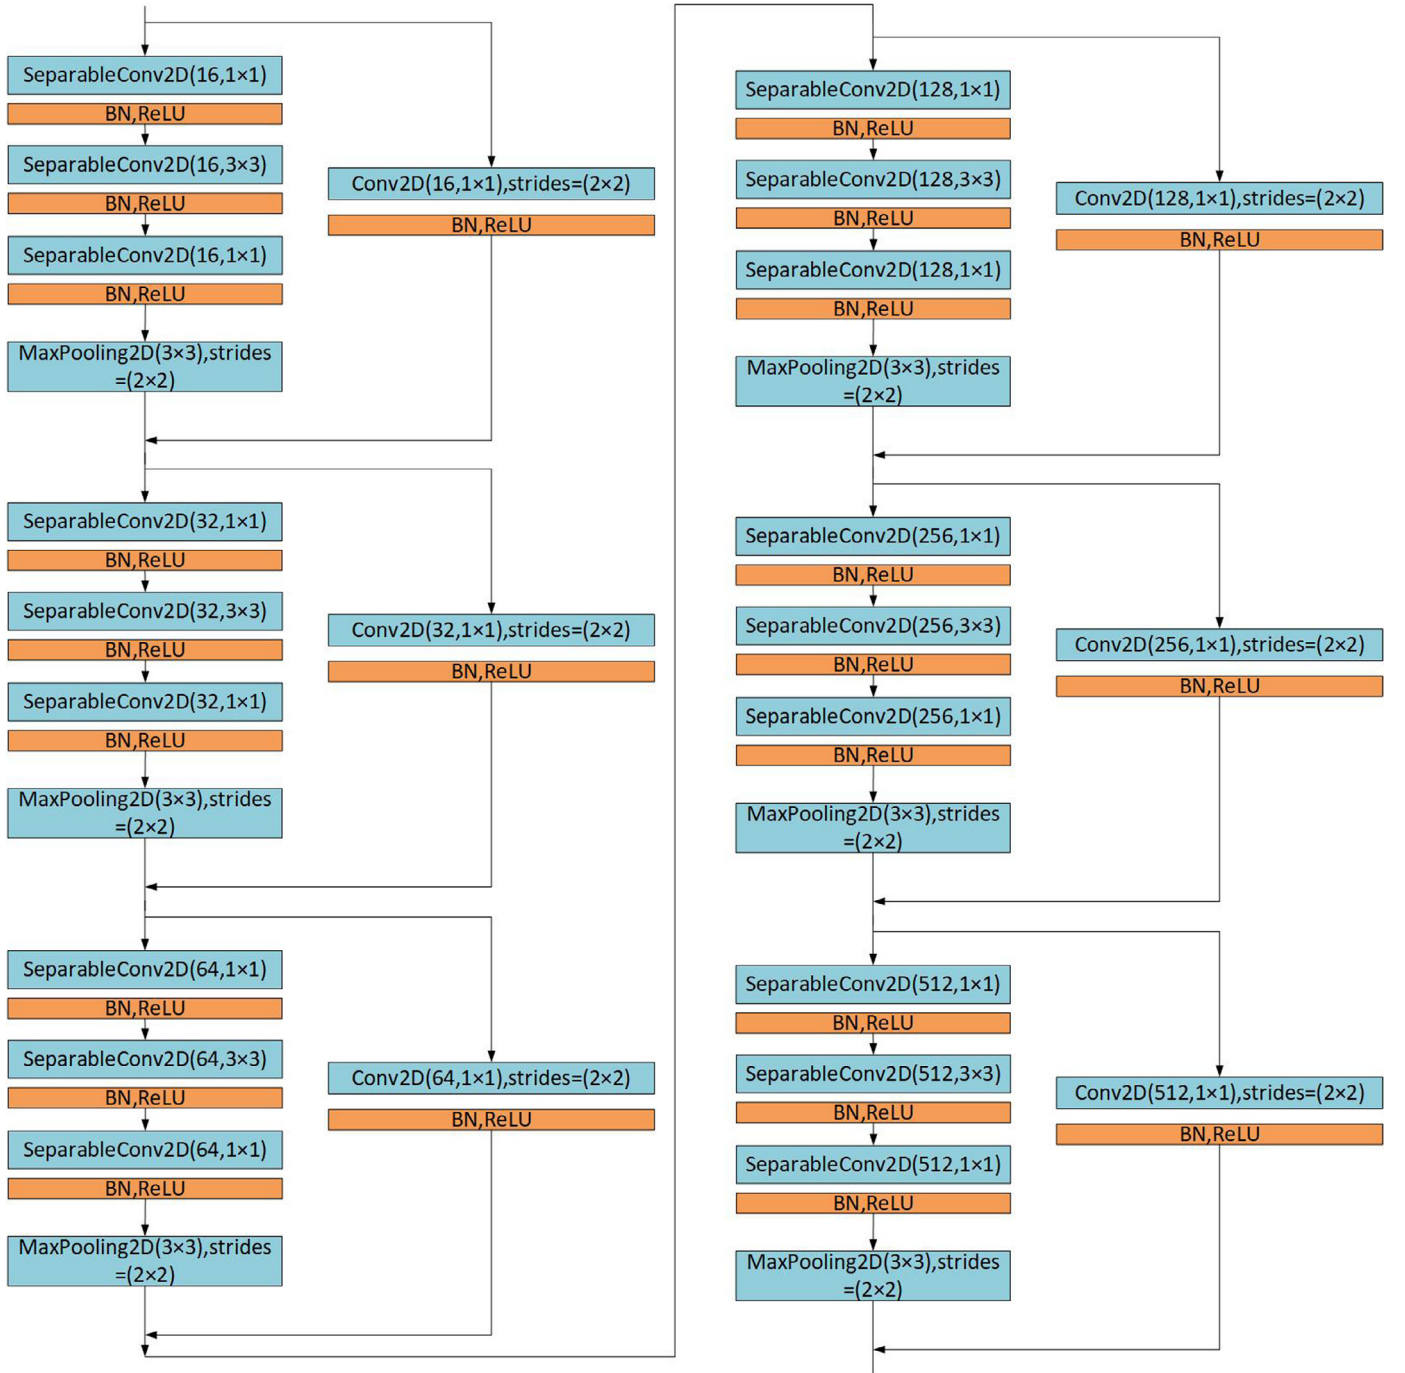 SeparableConv2D(16,1×1)
BN,ReLU
SeparableConv2D(16,3×3)
BN,ReLU
SeparableConv2D(16,1×1)
BN,ReLU
MaxPooling2D(3×3),strides
=(2×2)
Conv2D(16,1×1),strides=(2×2)
BN,ReLU
SeparableConv2D(32,1×1)
BN,ReLU
SeparableConv2D(32,3×3)
BN,ReLU
SeparableConv2D(32,1×1)
BN,ReLU
MaxPooling2D(3×3),strides
=(2×2)
Conv2D(32,1×1),strides=(2×2)
BN,ReLU
SeparableConv2D(64,1×1)
BN,ReLU
SeparableConv2D(64,3×3)
BN,ReLU
SeparableConv2D(64,1×1)
BN,ReLU
MaxPooling2D(3×3),strides
=(2×2)
Conv2D(64,1×1),strides=(2×2)
BN,ReLU
SeparableConv2D(128,1×1)
BN,ReLU
SeparableConv2D(128,3×3)
BN,ReLU
SeparableConv2D(128,1×1)
BN,ReLU
MaxPooling2D(3×3),strides
=(2×2)
Conv2D(128,1×1),strides=(2×2)
BN,ReLU
SeparableConv2D(256,1×1)
BN,ReLU
SeparableConv2D(256,3×3)
BN,ReLU
SeparableConv2D(256,1×1)
BN,ReLU
MaxPooling2D(3×3),strides
=(2×2)
Conv2D(256,1×1),strides=(2×2)
BN,ReLU
SeparableConv2D(512,1×1)
BN,ReLU
SeparableConv2D(512,3×3)
BN,ReLU
SeparableConv2D(512,1×1)
BN,ReLU
MaxPooling2D(3×3),strides
=(2×2)
Conv2D(512,1×1),strides=(2×2)
BN,ReLU